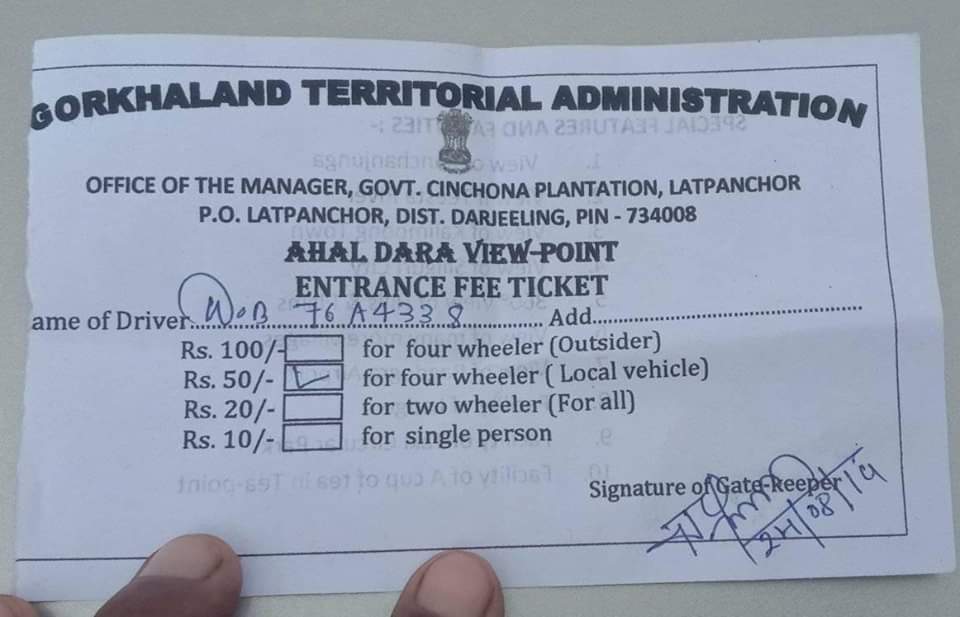 GORKHALAND TERRITORIAL ADMINISTRATION
OFFICE OF THE MANAGER, GOVT. CINCHONA PLANTATION, LATPANCHOR
P.O. LATPANCHOR, DIST. DARJEELING, PIN - 734008
AHAL DARA VIEW-POINT
ENTRANCE FEE TICKET
ame of Driver WoB 76 A4338 Add
Rs. 100/- for four wheeler (Outsider)
Rs. 50/- for four wheeler ( Local vehicle)
Rs. 20/- for two wheeler (For all)
Rs. 10/- for single person
Signature of Gate-keeper
24/08/19